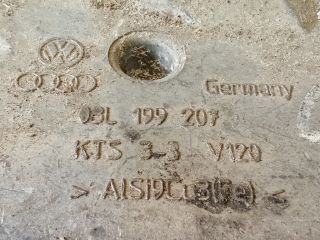 Germany
03L 199 207
KTS 3-3 V120
> AlSi9Cu3(Fe) <